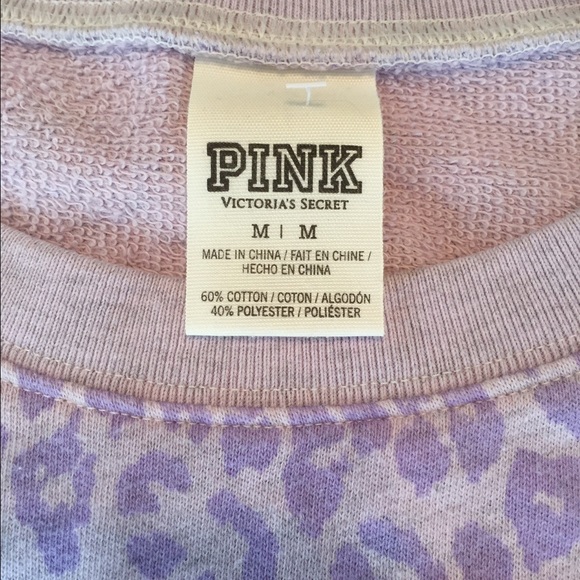 PINK
VICTORIA'S SECRET
M | M
MADE IN CHINA / FAIT EN CHINE /
HECHO EN CHINA
60% COTTON / COTON / ALGODÓN
40% POLYESTER / POLIÉSTER